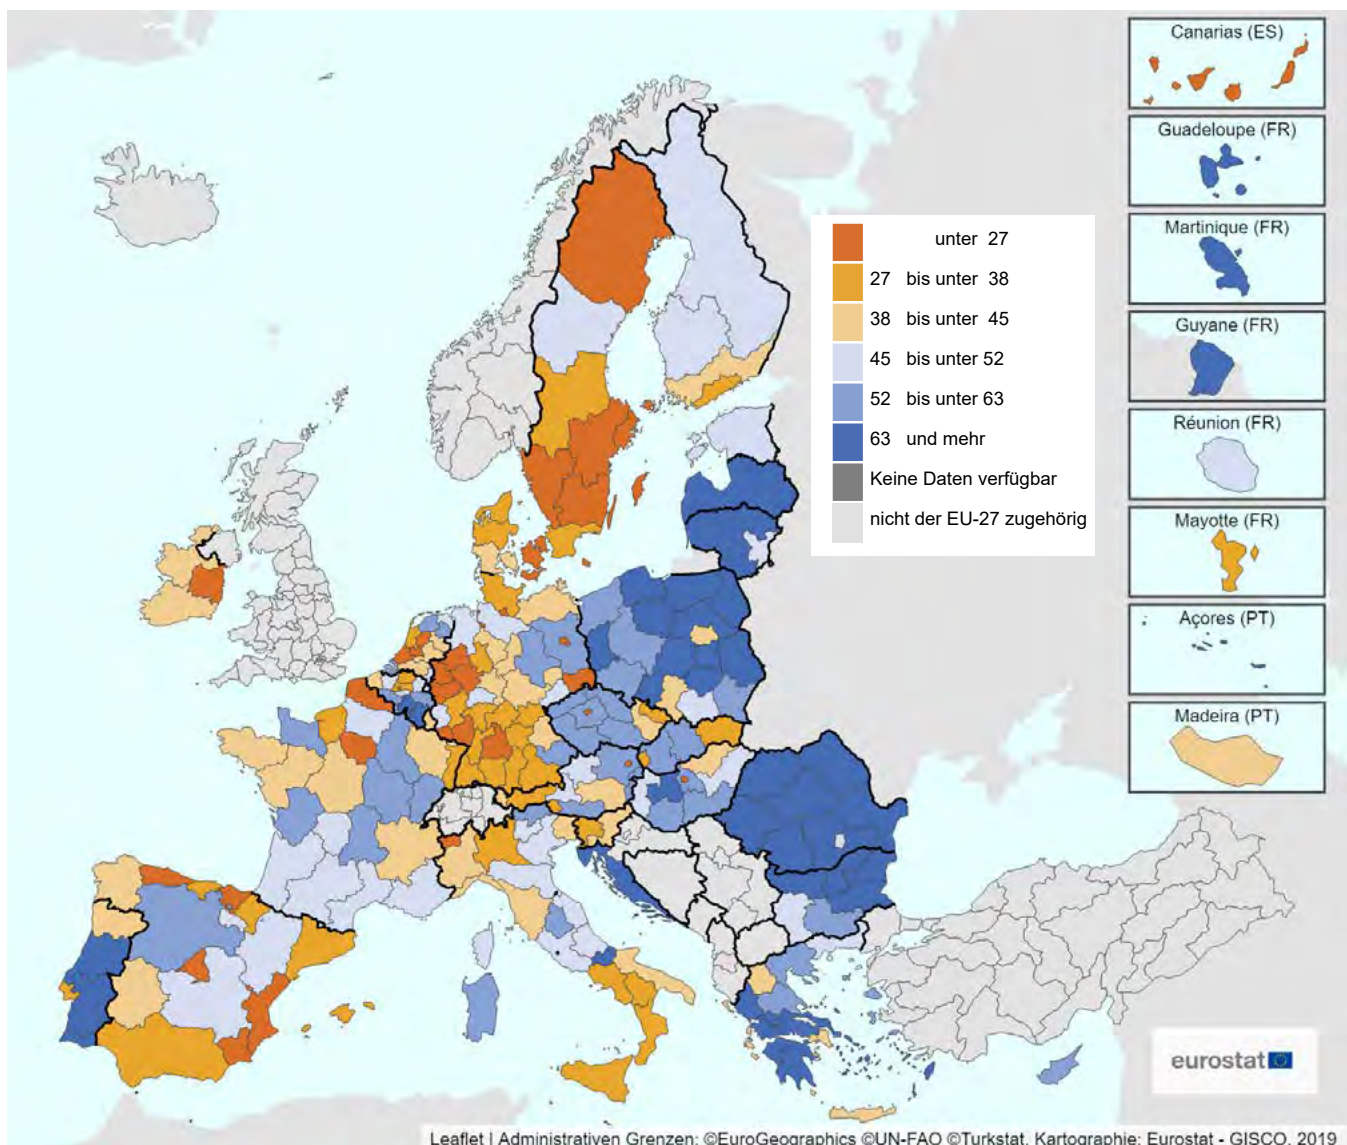 Canarias (ES)
Guadeloupe (FR)
Martinique (FR)
Guyane (FR)
Réunion (FR)
Mayotte (FR)
Açores (PT)
Madeira (PT)
unter 27
27 bis unter 38
38 bis unter 45
45 bis unter 52
52 bis unter 63
63 und mehr
Keine Daten verfügbar
nicht der EU-27 zugehörig
eurostat
Leaflet | Administrativen Grenzen: ©EuroGeographics ©UN-FAO ©Turkstat, Kartographie: Eurostat - GISCO, 2019